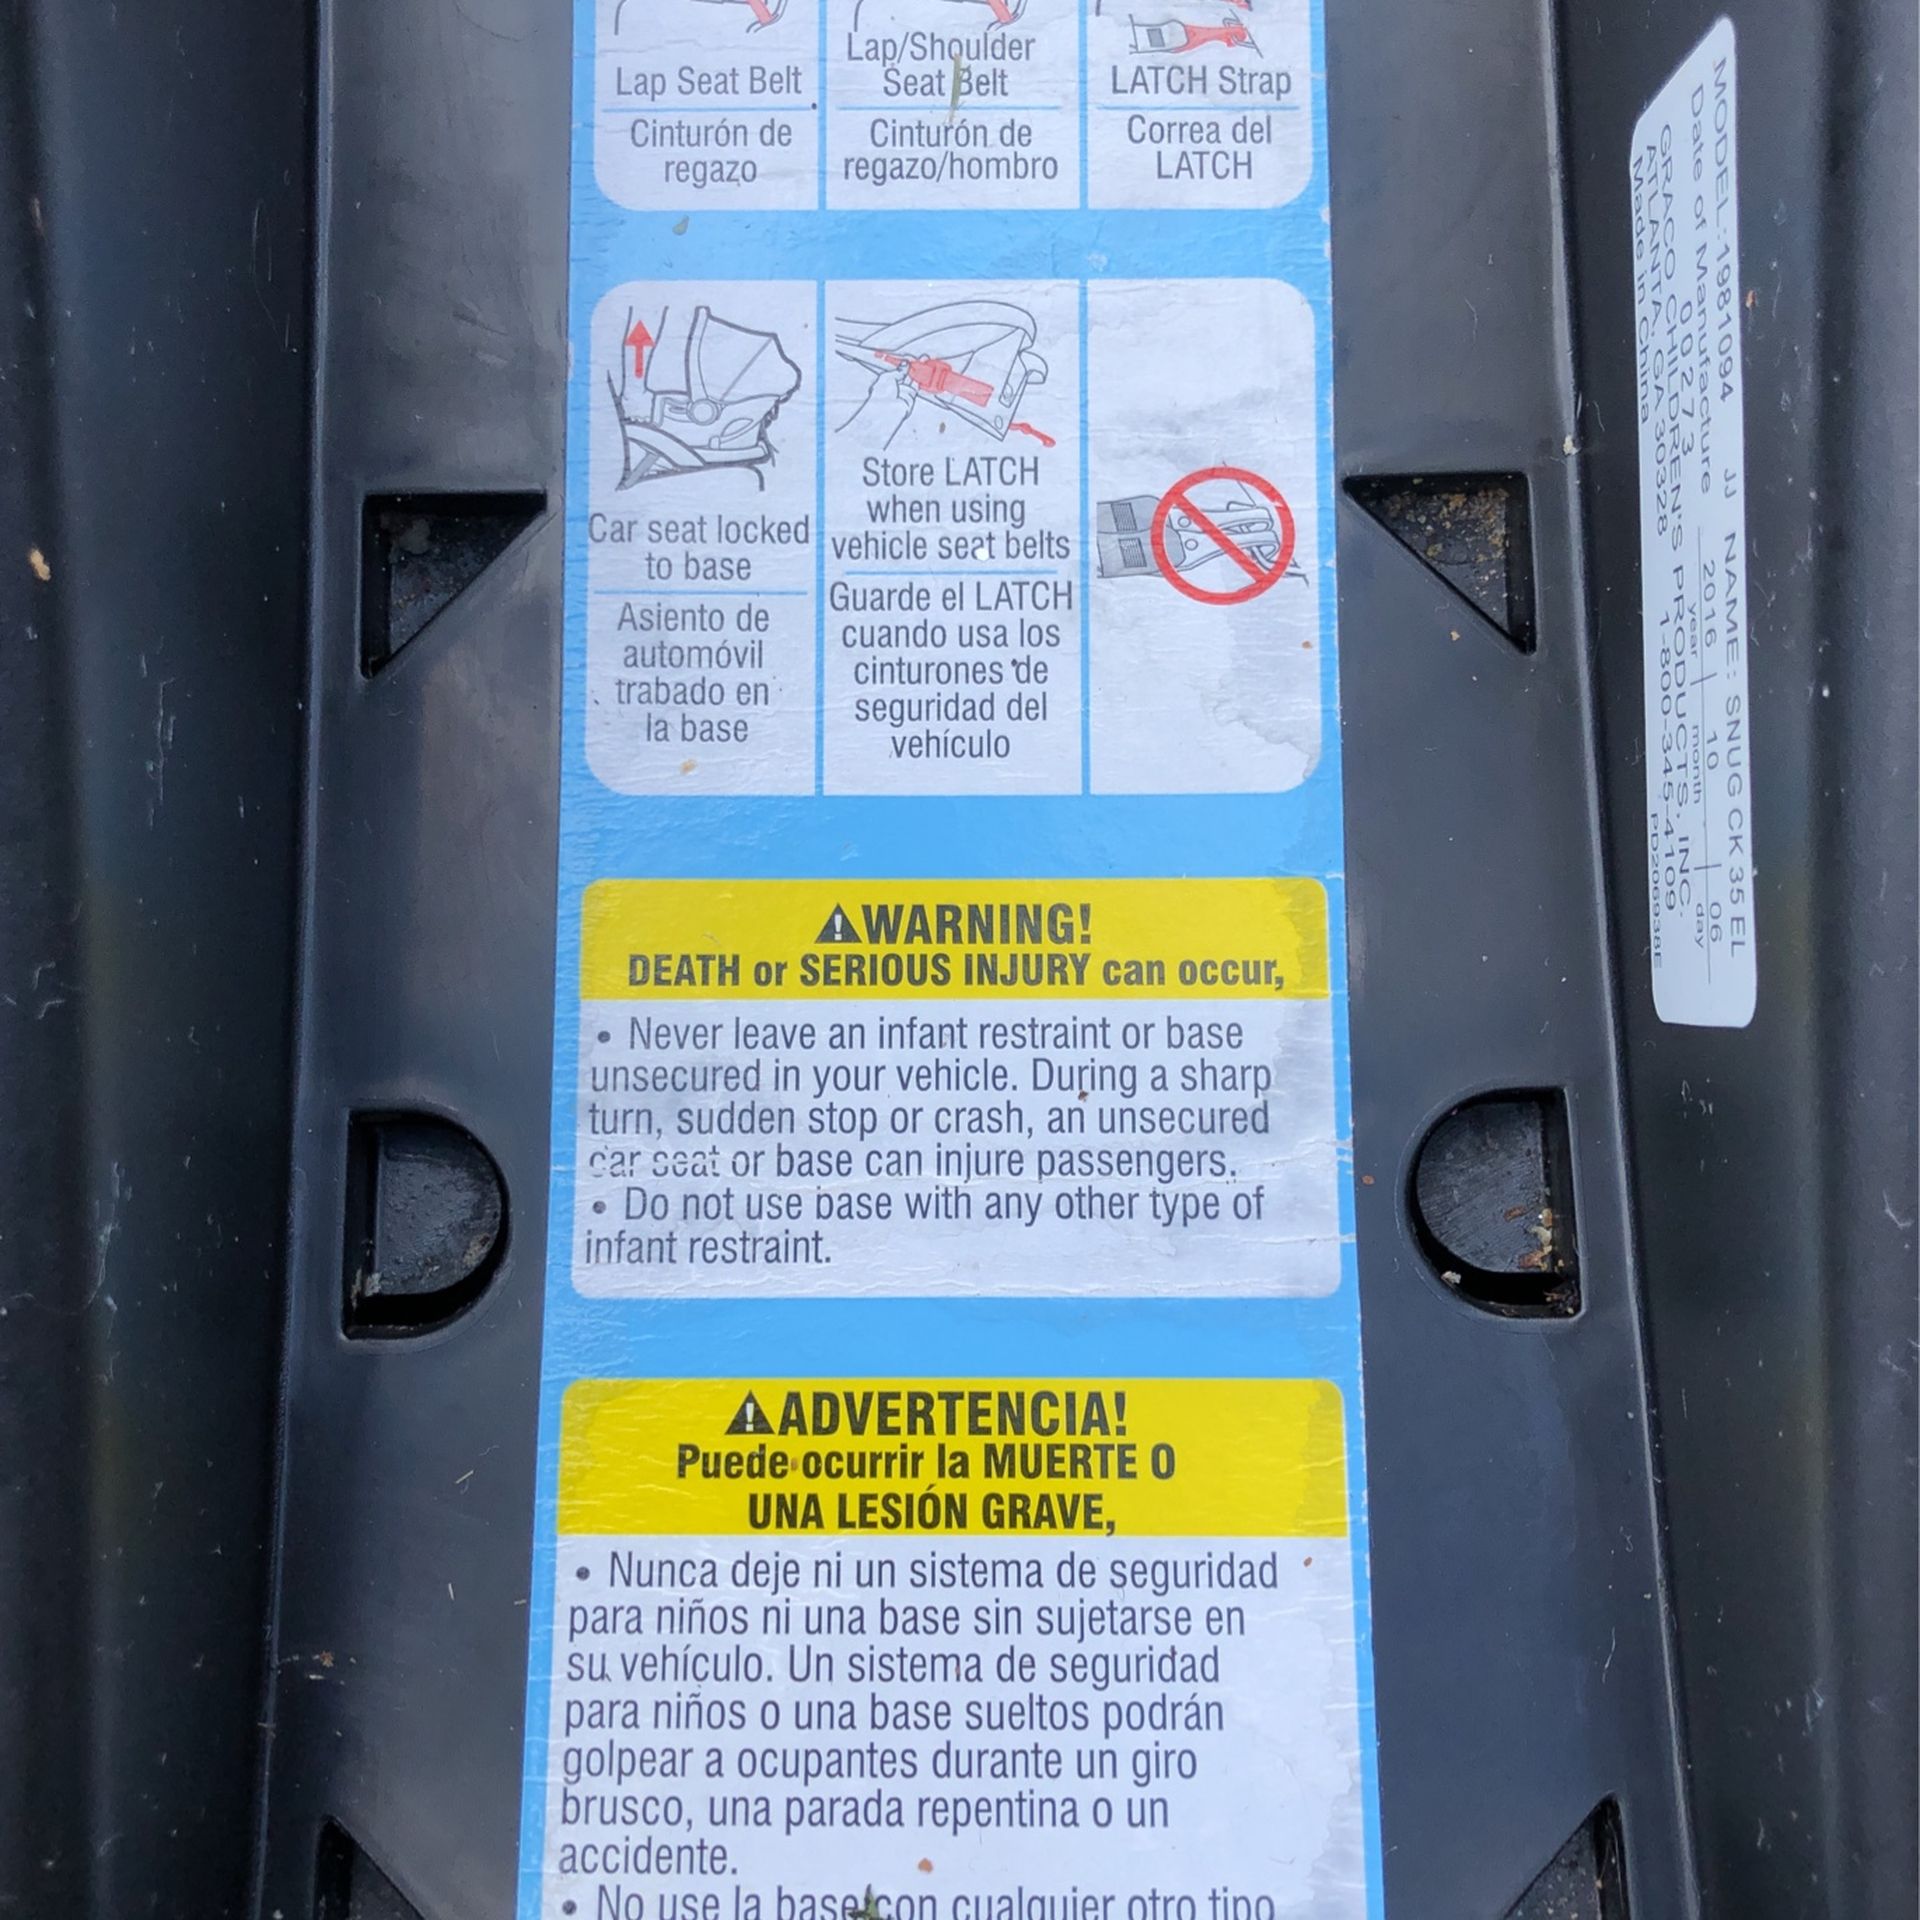 Lap Seat Belt
Cinturón de
regazo
Lap/Shoulder
Seat Belt
Cinturón de
regazo/hombro
LATCH Strap
Correa del
LATCH
Car seat locked
to base
Asiento de
automóvil
trabado en
la base
Store LATCH
when using
vehicle seat belts
Guarde el LATCH
cuando usa los
cinturones de
seguridad del
vehículo
WARNING!
DEATH or SERIOUS INJURY can occur,
• Never leave an infant restraint or base
unsecured in your vehicle. During a sharp
turn, sudden stop or crash, an unsecured
car seat or base can injure passengers.
• Do not use base with any other type of
infant restraint.
ADVERTENCIA!
Puede ocurrir la MUERTE O
UNA LESIÓN GRAVE,
• Nunca deje ni un sistema de seguridad
para niños ni una base sin sujetarse en
su vehículo. Un sistema de seguridad
para niños o una base sueltos podrán
golpear a ocupantes durante un giro
brusco, una parada repentina o un
accidente.
• No use la base con cualquier otro tipo
MODEL:1981094 JJ NAME: SNUGCK35EL
00273 2016 10 06
Date of Manufacture year month day
GRACO CHILDREN'S PRODUCTS, INC.
ATLANTA, GA 30328 1-800-345-4109
Made in China PD206938E